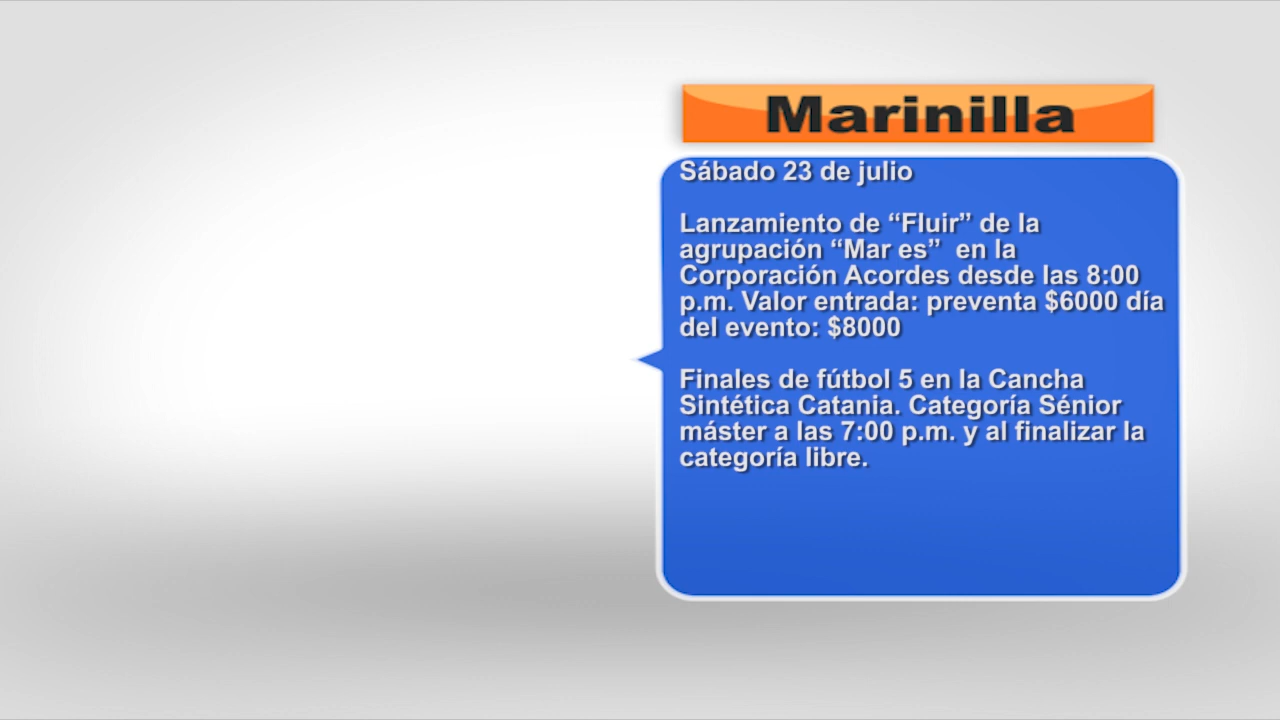 Marinilla
Sábado 23 de julio
Lanzamiento de “Fluir” de la
agrupación “Mar es”  en la
Corporación Acordes desde las 8:00
p.m. Valor entrada: preventa $6000 día
del evento: $8000
Finales de fútbol 5 en la Cancha
Sintética Catania. Categoría Sénior
máster a las 7:00 p.m. y al finalizar la
categoría libre.